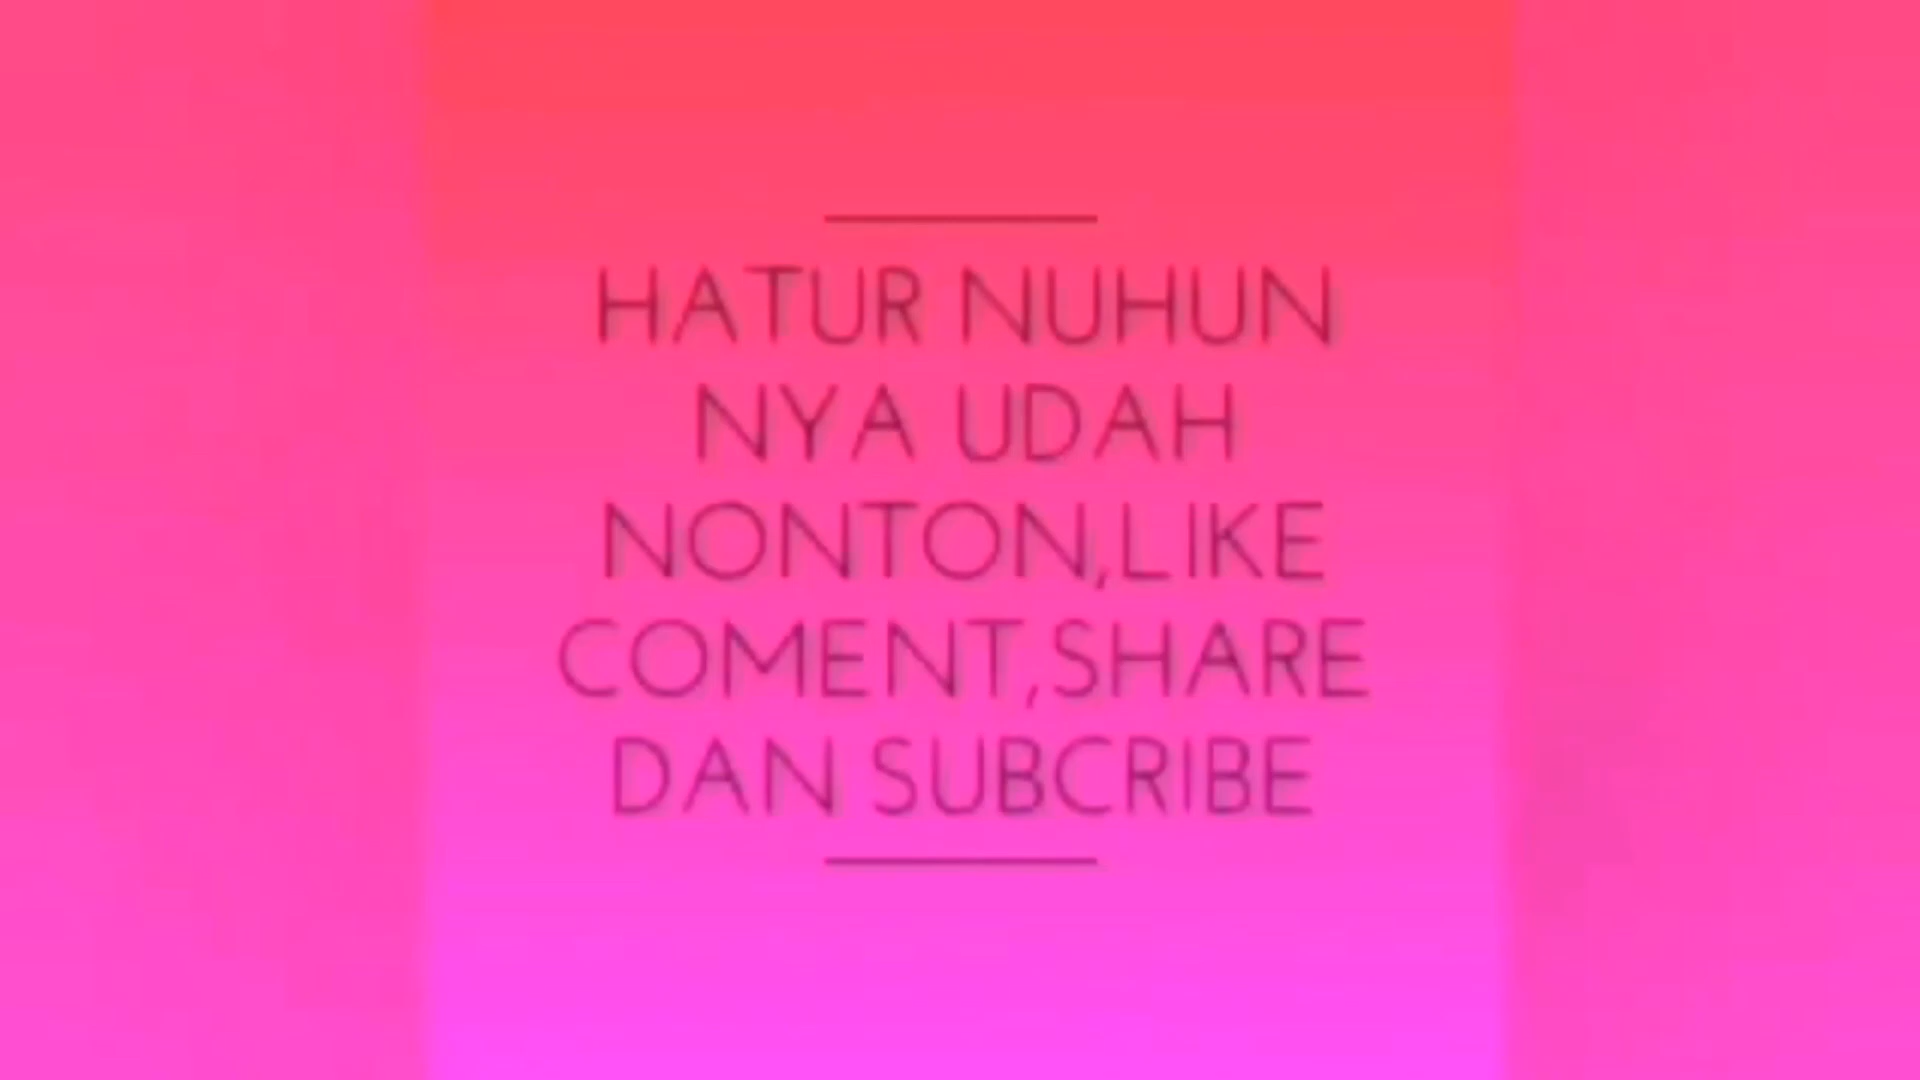 HATUR NUHUN
NYA UDAH
NONTON,LIKE
COMENT,SHARE
DAN SUBCRIBE